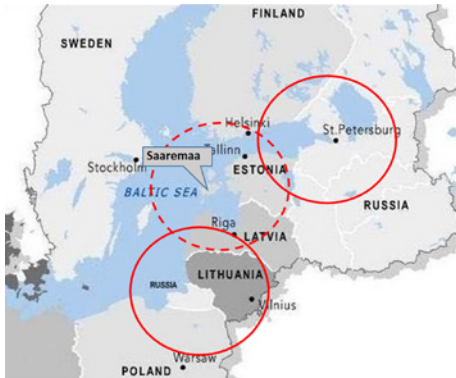 FINLAND
SWEDEN
Helsinki
St.Petersburg
Tallinn
Saaremaa
Stockholm
ESTONIA
BALTIC SEA
RUSSIA
Riga
LATVIA
LITHUANIA
RUSSIA
Vilnius
Warsaw
POLAND